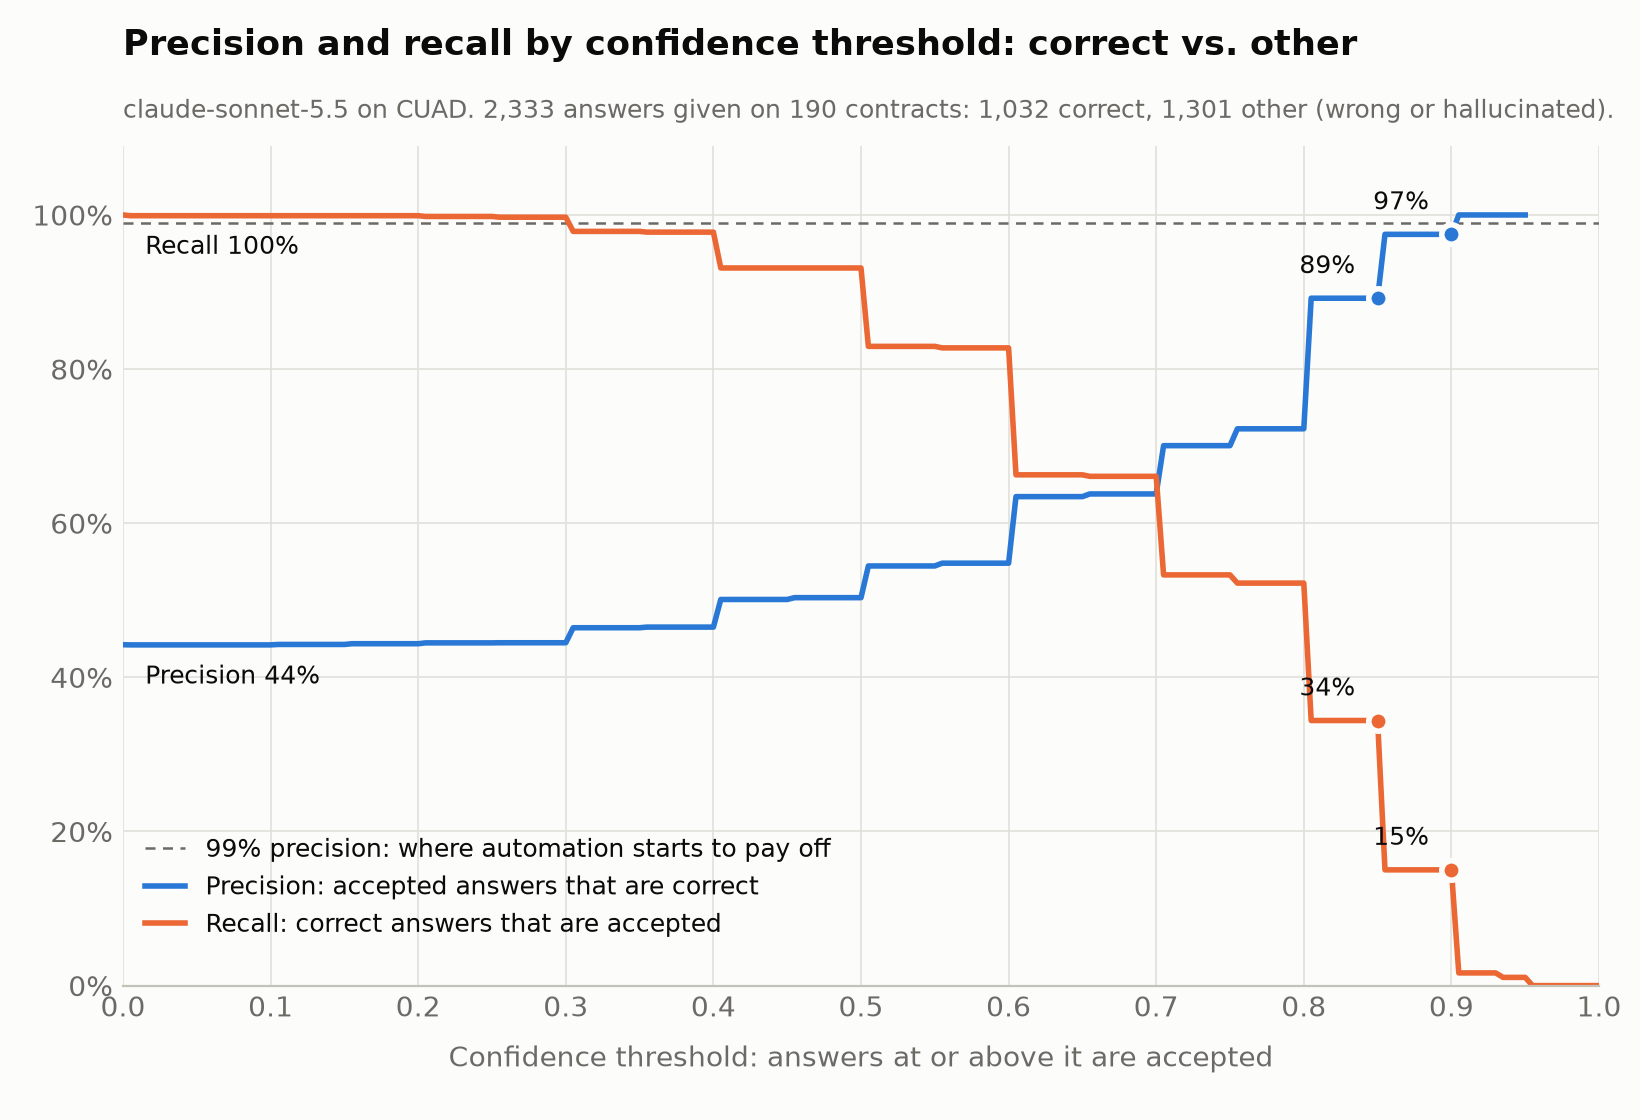 Precision and recall by confidence threshold: correct vs. other
claude-sonnet-5.5 on CUAD. 2,333 answers given on 190 contracts: 1,032 correct, 1,301 other (wrong or hallucinated).
100%
80%
60%
40%
20%
0%
Recall 100%
Precision 44%
97%
89%
34%
15%
99% precision: where automation starts to pay off
Precision: accepted answers that are correct
Recall: correct answers that are accepted
0.0 0.1 0.2 0.3 0.4 0.5 0.6 0.7 0.8 0.9 1.0
Confidence threshold: answers at or above it are accepted